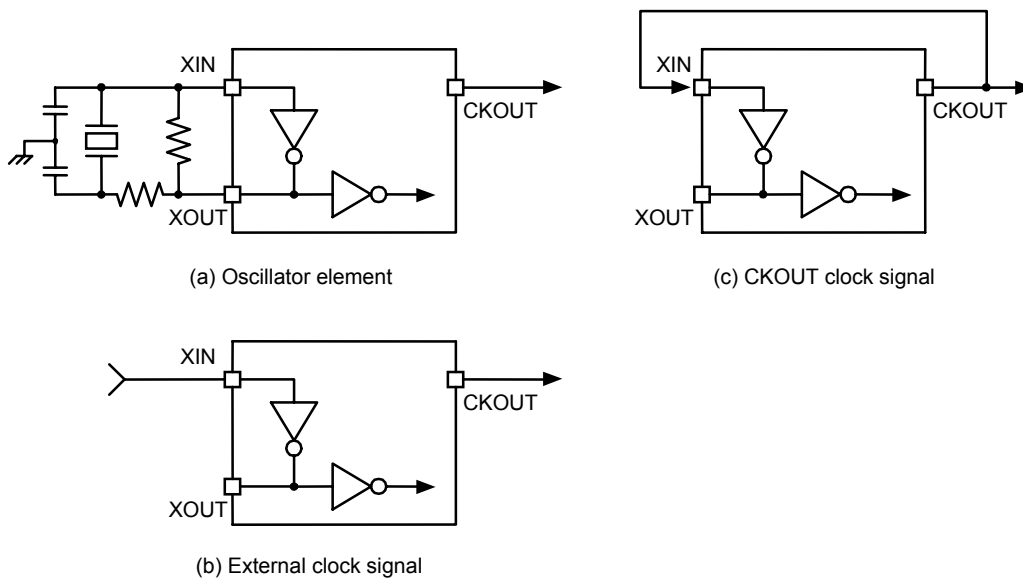 XIN
CKOUT
XOUT
(a) Oscillator element
XIN
CKOUT
XOUT
(c) CKOUT clock signal
XIN
CKOUT
XOUT
(b) External clock signal